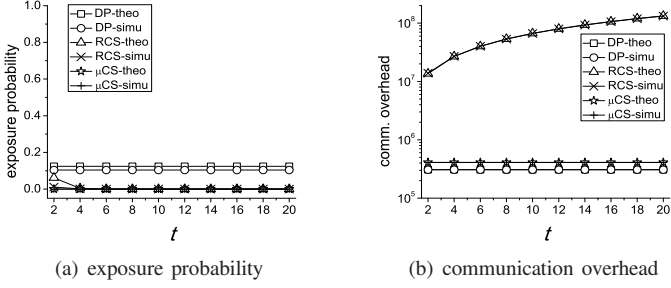 exposure probability
1.0
0.8
0.6
0.4
0.2
0.0
DP-theo
DP-simu
RCS-theo
RCS-simu
μCS-theo
μCS-simu
2 4 6 8 10 12 14 16 18 20
t
(a) exposure probability
comm. overhead
10^8
10^7
10^6
10^5
DP-theo
DP-simu
RCS-theo
RCS-simu
μCS-theo
μCS-simu
2 4 6 8 10 12 14 16 18 20
t
(b) communication overhead